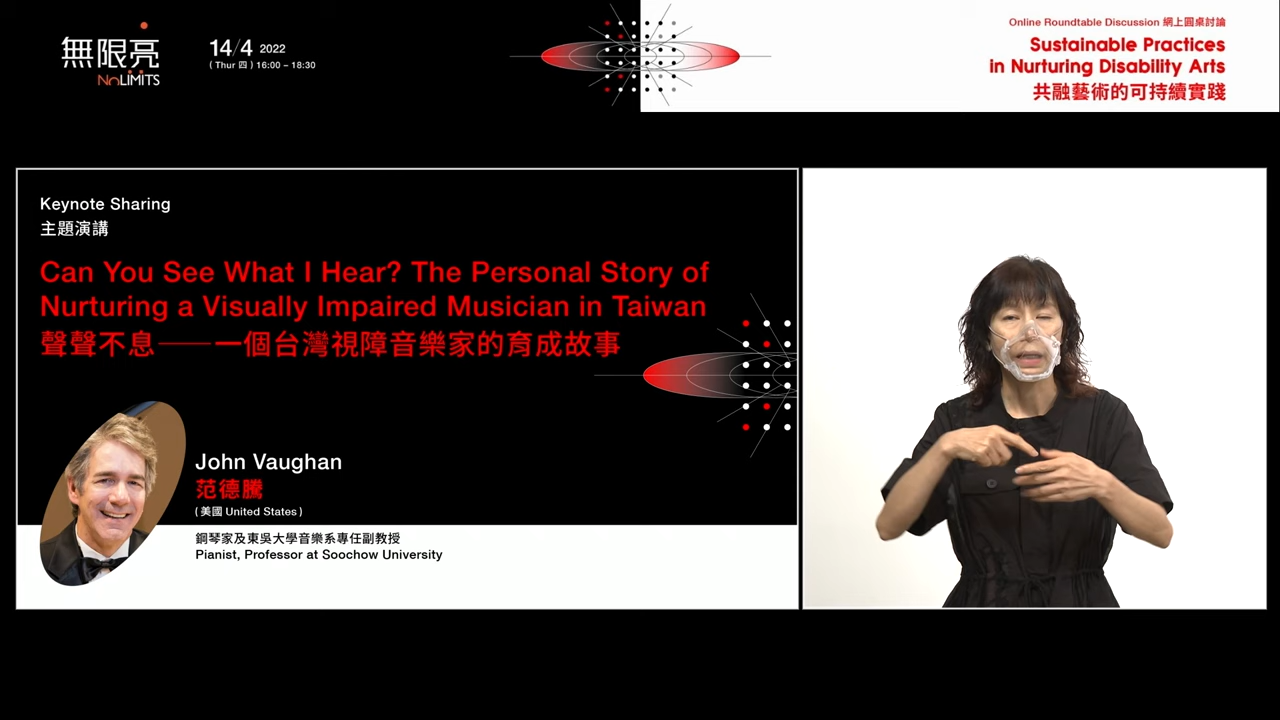 無限亮
NoLIMITS
14/4 2022
( Thur 四 ) 16:00 – 18:30
Online Roundtable Discussion 網上圓桌討論
Sustainable Practices
in Nurturing Disability Arts
共融藝術的可持續實踐
Keynote Sharing
主題演講
Can You See What I Hear? The Personal Story of
Nurturing a Visually Impaired Musician in Taiwan
聲聲不息——一個台灣視障音樂家的育成故事
John Vaughan
范德騰
( 美國 United States )
鋼琴家及東吳大學音樂系專任副教授
Pianist, Professor at Soochow University